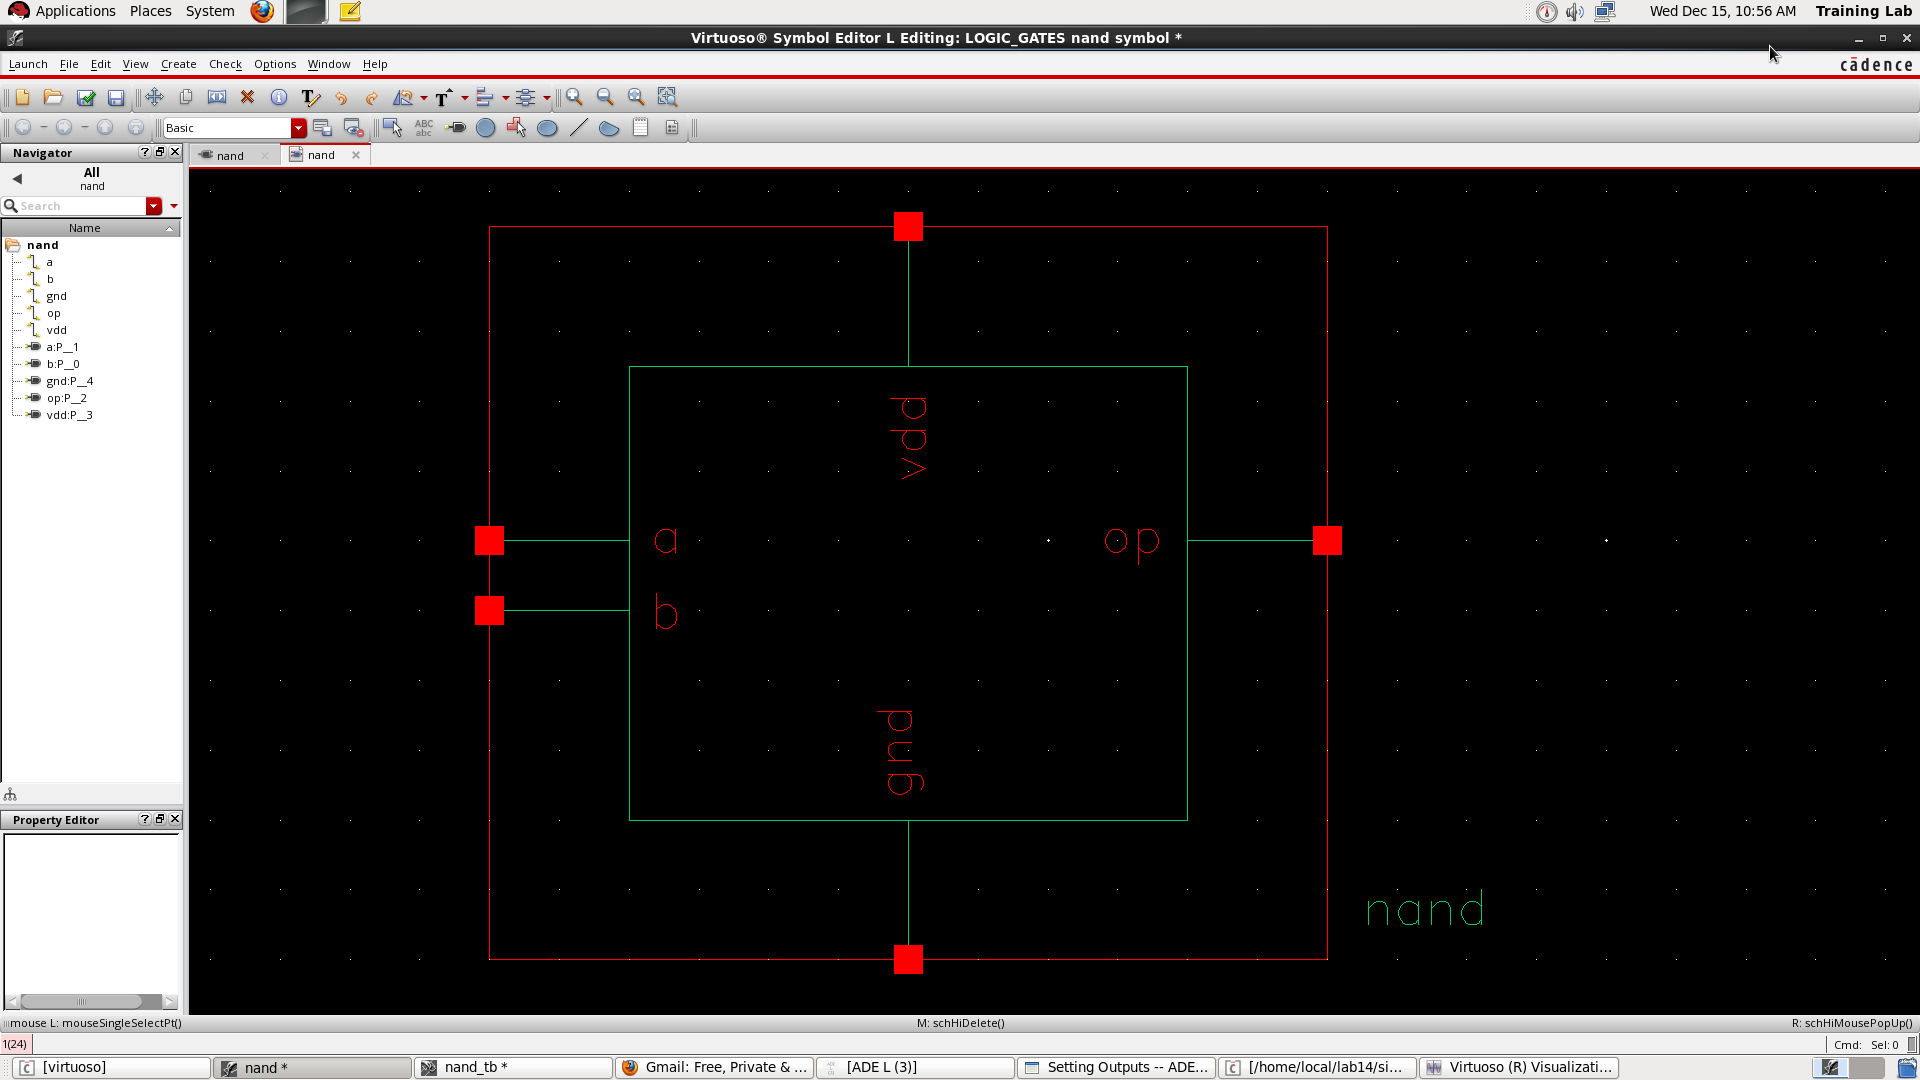 Applications Places System
Wed Dec 15, 10:56 AM Training Lab
Virtuoso® Symbol Editor L Editing: LOGIC_GATES nand symbol *
Launch File Edit View Create Check Options Window Help
cādence
Basic
ABC
abc
Navigator
nand
nand
All
nand
Search
Name
nand
a
b
gnd
op
vdd
a:P__1
b:P__0
gnd:P__4
op:P__2
vdd:P__3
vdd
a
op
b
gnd
nand
Property Editor
mouse L: mouseSingleSelectPt()
M: schHiDelete()
R: schHiMousePopUp()
1(24)
Cmd: Sel: 0
[virtuoso]
nand *
nand_tb *
Gmail: Free, Private & ...
[ADE L (3)]
Setting Outputs -- ADE...
[/home/local/lab14/si...
Virtuoso (R) Visualizati...